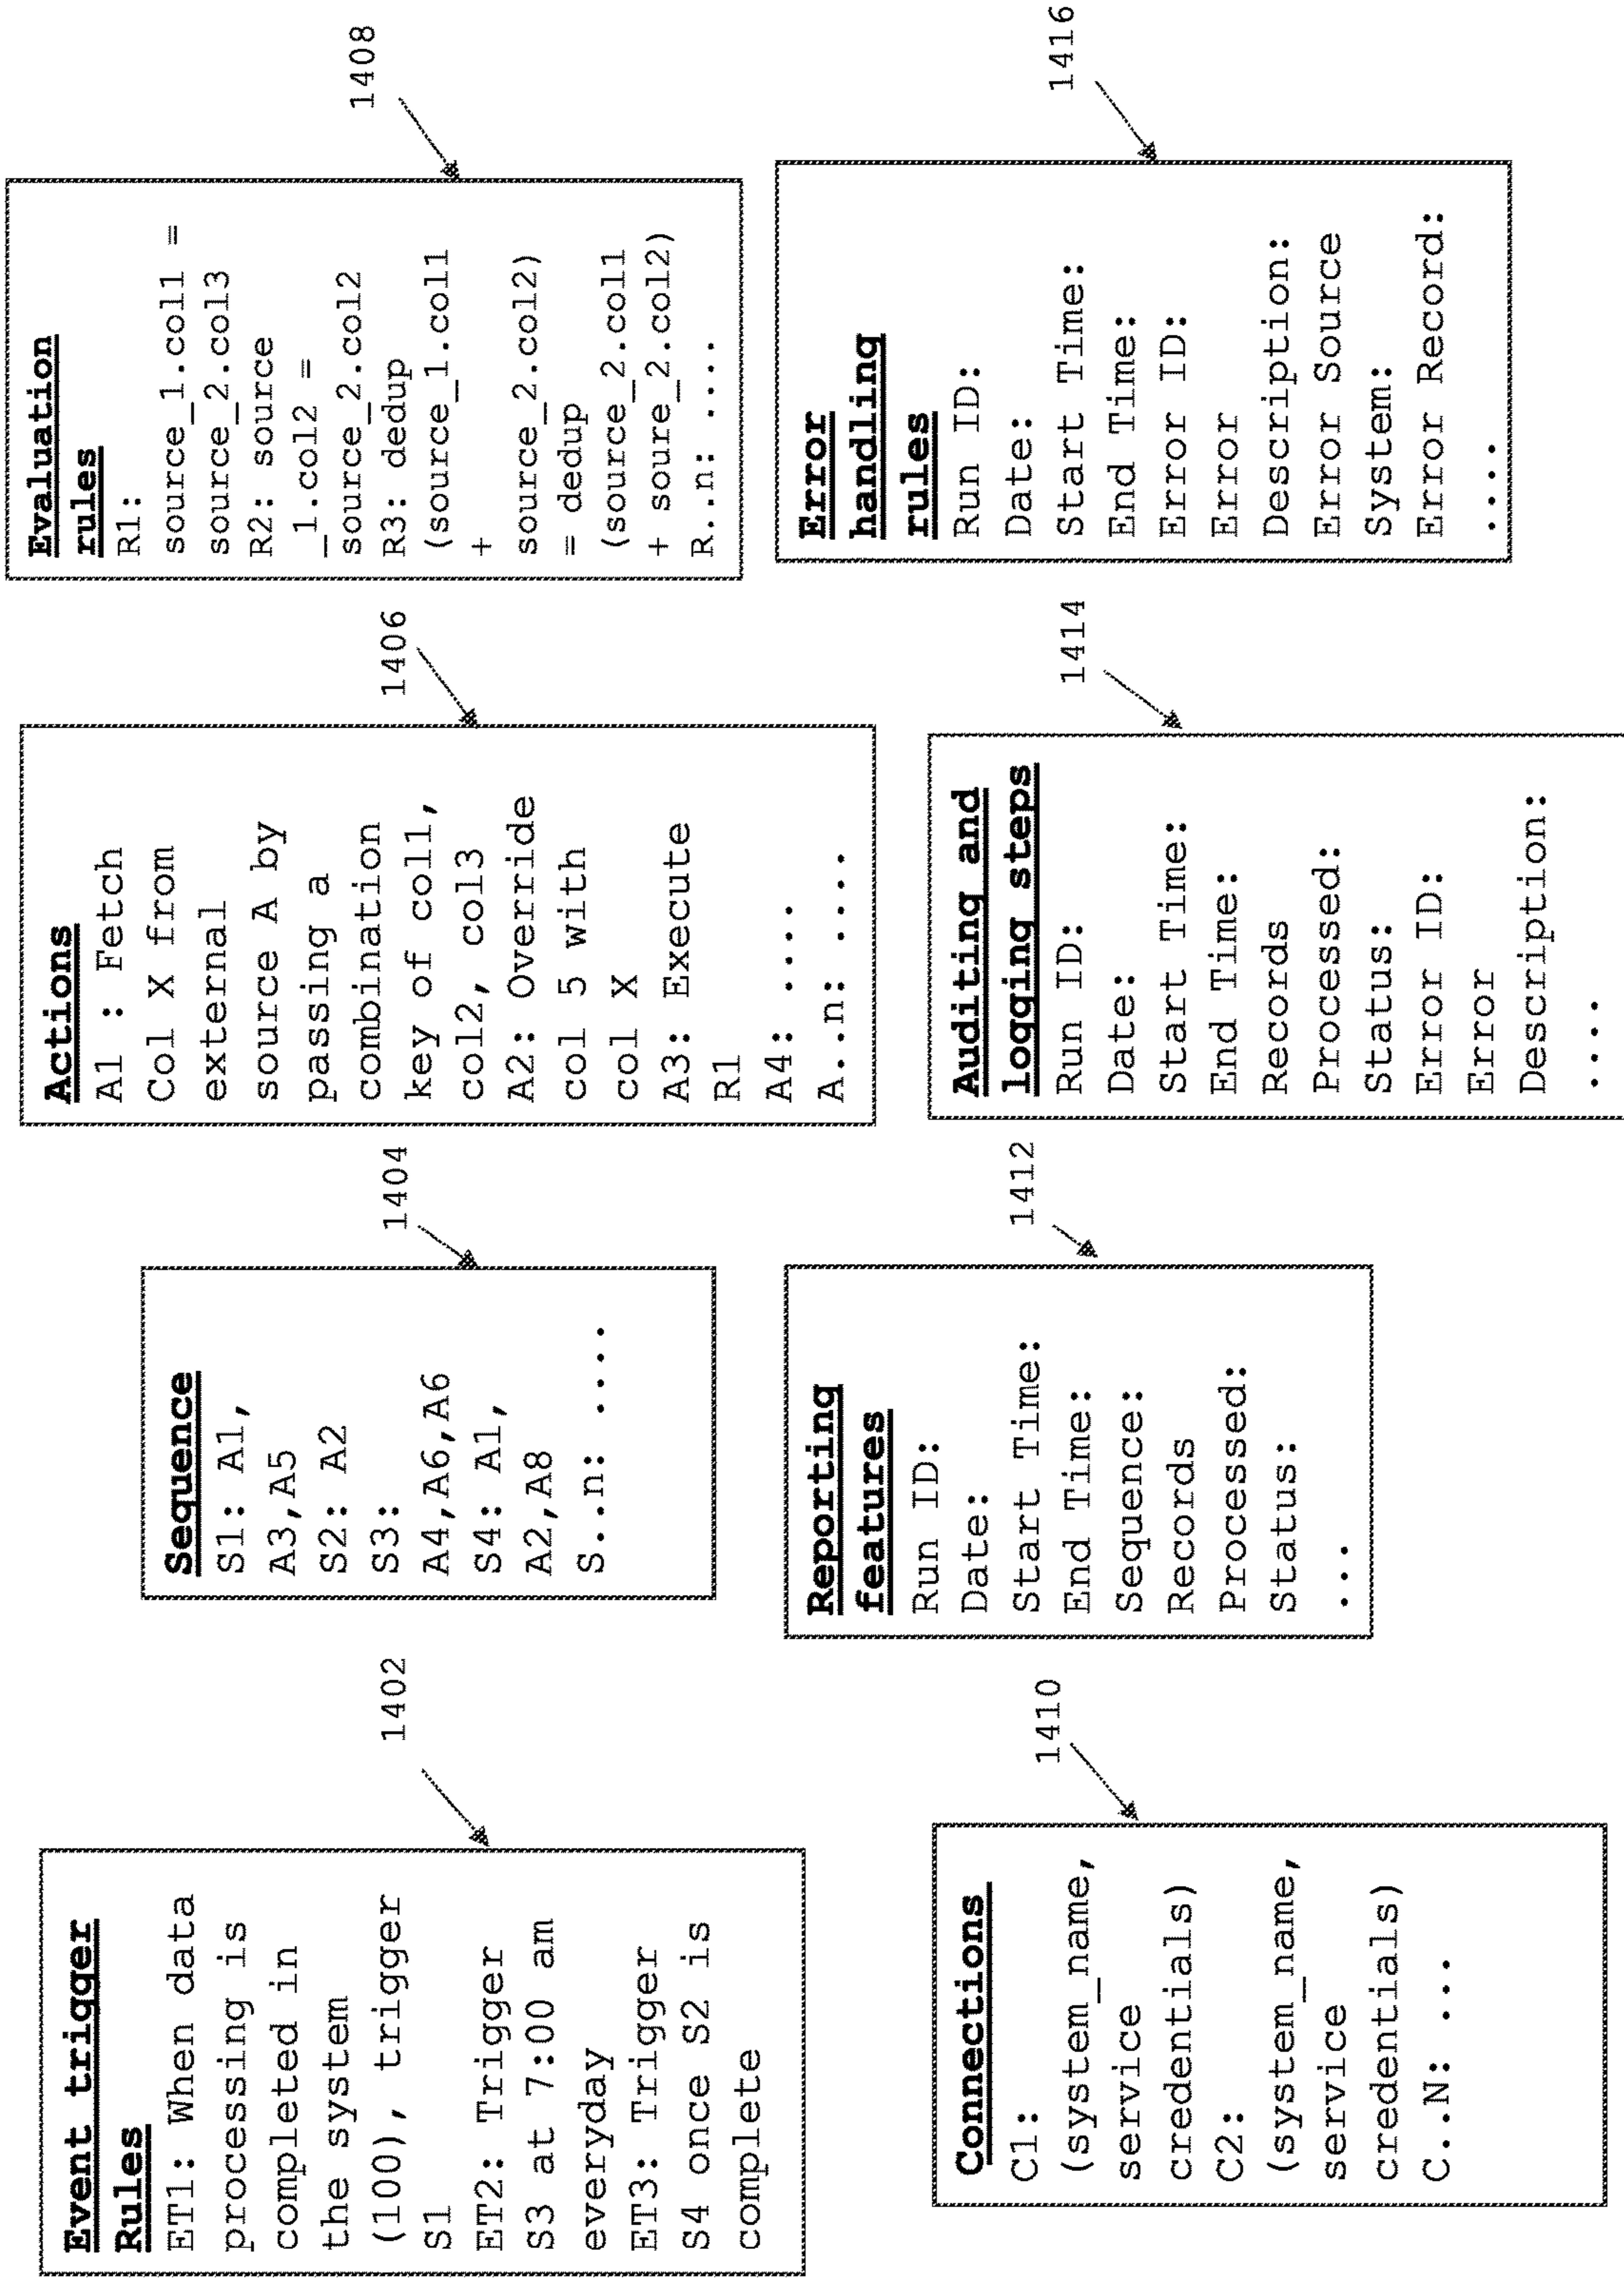 Event trigger
Rules
ET1: When data
processing is
completed in
the system
(100), trigger
S1
ET2: Trigger
S3 at 7:00 am
everyday
ET3: Trigger
S4 once S2 is
complete
1402
Sequence
S1: A1,
A3,A5
S2: A2
S3:
A4,A6,A6
S4: A1,
A2,A8
S..n: ....
1404
Actions
A1 : Fetch
Col X from
external
source A by
passing a
combination
key of col1,
col2, col3
A2: Override
col 5 with
col X
A3: Execute
R1
A4: ....
A...n: ....
1406
Evaluation
rules
R1:
source_1.col1 =
source_2.col3
R2: source
_1.col2 =
source_2.col2
R3: dedup
(source_1.col1
+
source_2.col2)
= dedup
(source_2.col1
+ soure_2.col2)
R..n: ....
1408
Connections
C1:
(system_name,
service
credentials)
C2:
(system_name,
service
credentials)
C..N: ...
1410
Reporting
features
Run ID:
Date:
Start Time:
End Time:
Sequence:
Records
Processed:
Status:
...
1412
Auditing and
logging steps
Run ID:
Date:
Start Time:
End Time:
Records
Processed:
Status:
Error ID:
Error
Description:
....
1414
Error
handling
rules
Run ID:
Date:
Start Time:
End Time:
Error ID:
Error
Description:
Error Source
System:
Error Record:
....
1416